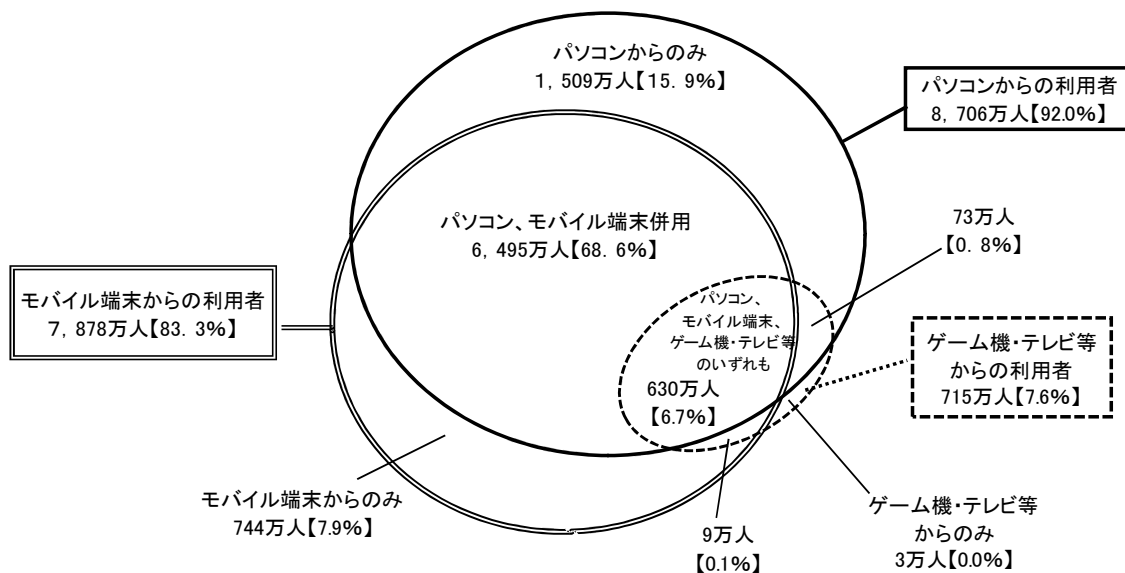 パソコンからのみ
1,509万人【15.9%】
パソコンからの利用者
8,706万人【92.0%】
パソコン、モバイル端末併用
6,495万人【68.6%】
73万人
【0.8%】
モバイル端末からの利用者
7,878万人【83.3%】
パソコン、
モバイル端末、
ゲーム機・テレビ等
のいずれも
630万人
【6.7%】
ゲーム機・テレビ等
からの利用者
715万人【7.6%】
モバイル端末からのみ
744万人【7.9%】
9万人
【0.1%】
ゲーム機・テレビ等
からのみ
3万人【0.0%】